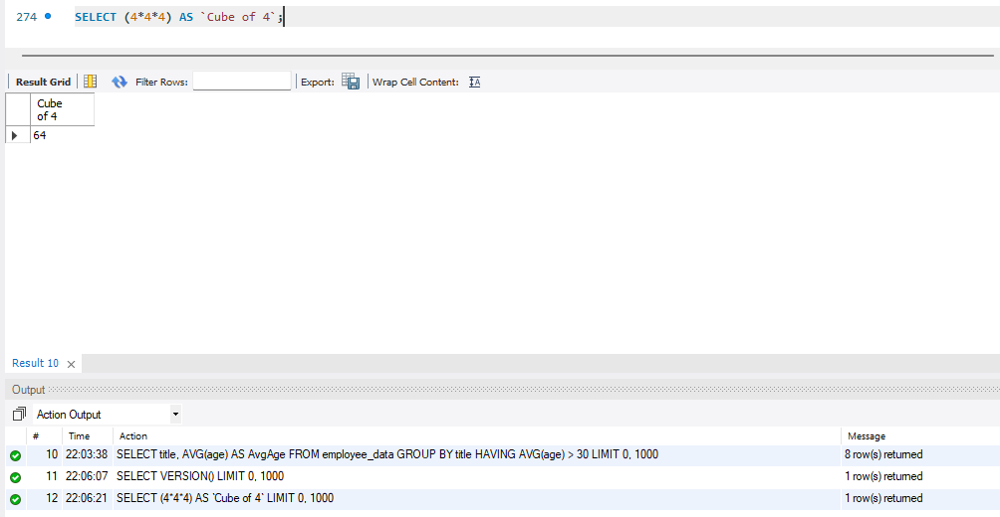 274 SELECT (4*4*4) AS `Cube of 4`;
Result Grid Filter Rows: Export: Wrap Cell Content: IA
Cube
of 4
64
Result 10
Output
Action Output
# Time Action Message
10 22:03:38 SELECT title, AVG(age) AS AvgAge FROM employee_data GROUP BY title HAVING AVG(age) > 30 LIMIT 0, 1000 8 row(s) returned
11 22:06:07 SELECT VERSION() LIMIT 0, 1000 1 row(s) returned
12 22:06:21 SELECT (4*4*4) AS `Cube of 4` LIMIT 0, 1000 1 row(s) returned